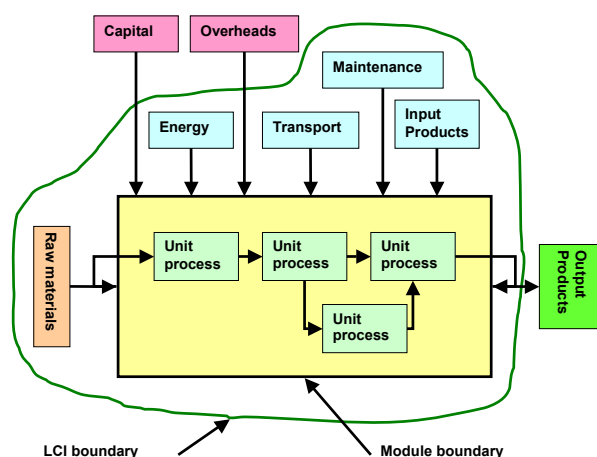 Capital
Overheads
Maintenance
Energy
Transport
Input
Products
Raw materials
Unit
process
Unit
process
Unit
process
Unit
process
Output
Products
LCI boundary
Module boundary